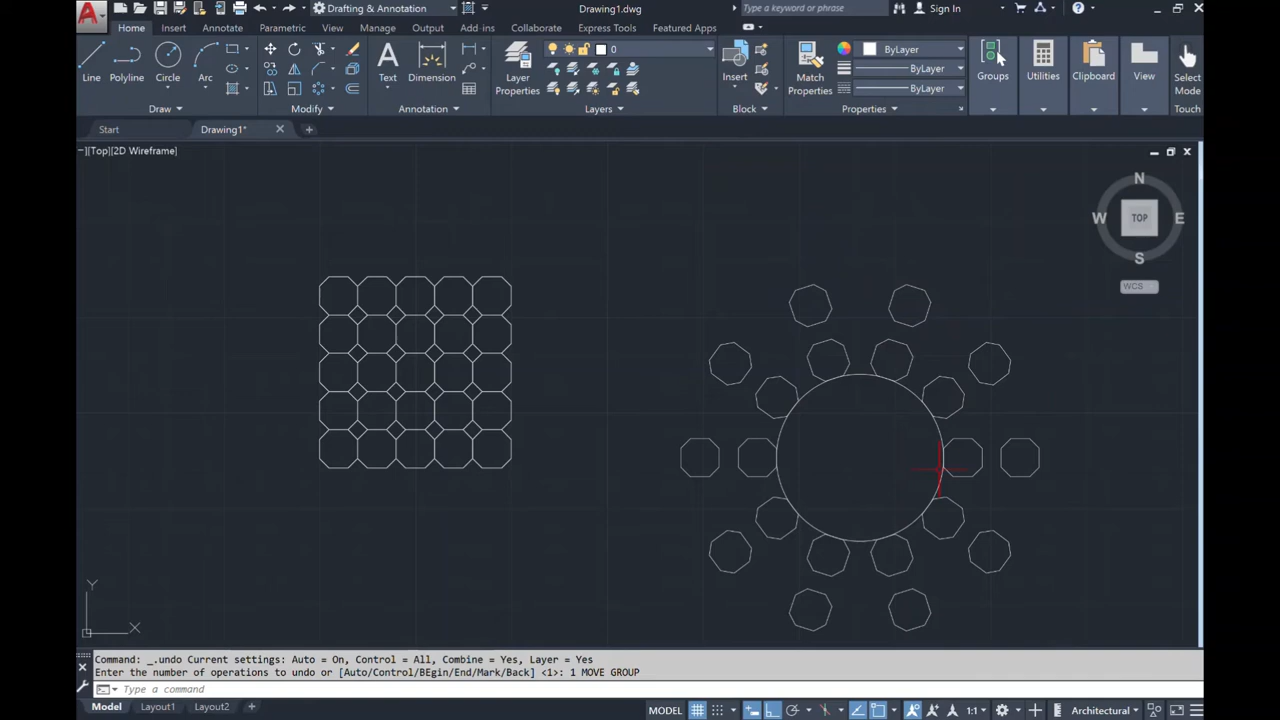 Drafting & Annotation
Drawing1.dwg
Type a keyword or phrase
Sign In
Home Insert Annotate Parametric View Manage Output Add-ins Collaborate Express Tools Featured Apps
A
0
ByLayer
ByLayer
ByLayer
Line Polyline Circle Arc
Text Dimension
Layer Properties
Insert
Match Properties
Groups Utilities Clipboard View
Select Mode
Draw Modify Annotation Layers Block Properties Touch
Start Drawing1*
–][Top][2D Wireframe]
N
W TOP E
S
WCS
Y
X
Command: _.undo Current settings: Auto = On, Control = All, Combine = Yes, Layer = Yes
Enter the number of operations to undo or [Auto/Control/BEgin/End/Mark/Back] <1>: 1 MOVE GROUP
Type a command
Model Layout1 Layout2 +
MODEL 1:1 Architectural